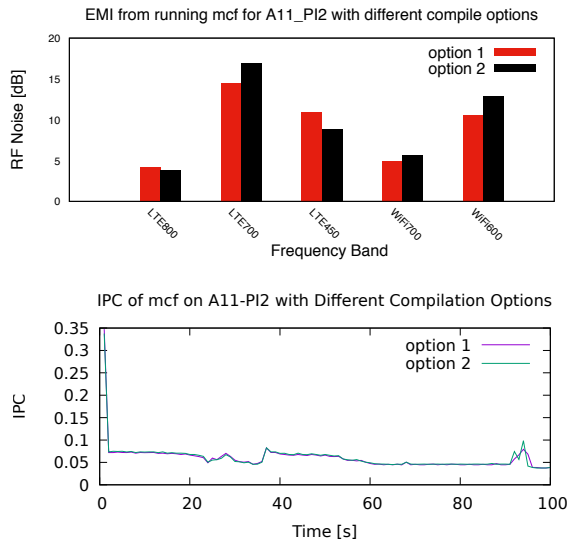 EMI from running mcf for A11_PI2 with different compile options
RF Noise [dB]
20
15
10
5
0
option 1
option 2
LTE800
LTE700
LTE450
WiFi700
WiFi600
Frequency Band
IPC of mcf on A11-PI2 with Different Compilation Options
IPC
0.35
0.3
0.25
0.2
0.15
0.1
0.05
0
option 1
option 2
0 20 40 60 80 100
Time [s]